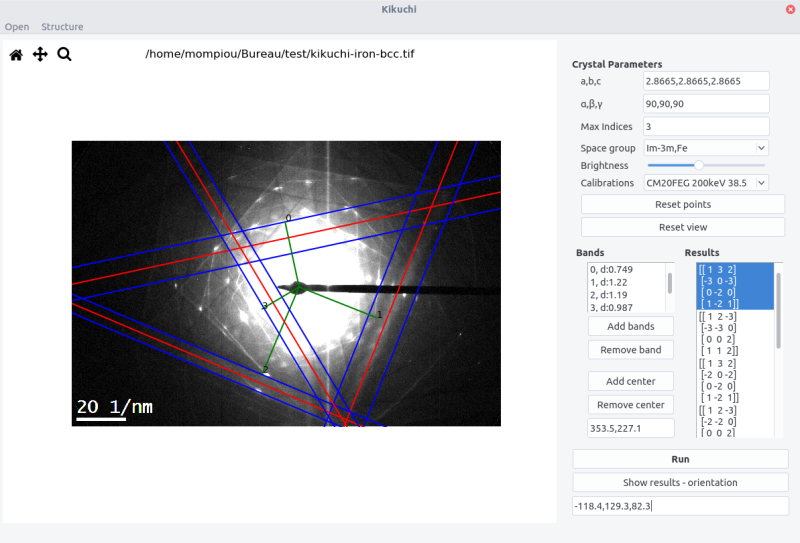 Kikuchi
Open Structure
/home/mompiou/Bureau/test/kikuchi-iron-bcc.tif
Crystal Parameters
a,b,c 2.8665,2.8665,2.8665
α,β,γ 90,90,90
Max Indices 3
Space group Im-3m,Fe
Brightness
Calibrations CM20FEG 200keV 38.5
Reset points
Reset view
Bands Results
0, d:0.749
1, d:1.22
2, d:1.19
3, d:0.987
Add bands
Remove band
Add center
Remove center
353.5,227.1
[[ 1 3 2]
[-3 0 -3]
[ 0 -2 0]
[ 1 -2 1]]
[[ 1 2 -3]
[-3 -3 0]
[ 0 0 2]
[ 1 1 2]]
[[ 1 3 2]
[-2 0 -2]
[ 0 -2 0]
[ 1 -2 1]]
[[ 1 2 -3]
[-2 -2 0]
[ 0 0 2]
Run
Show results - orientation
-118.4,129.3,82.3
0
1
2
3
20 1/nm